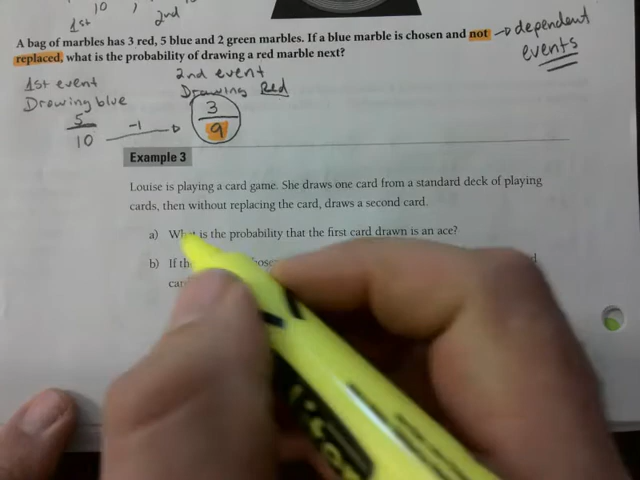 10 ,
1st 2nd
A bag of marbles has 3 red, 5 blue and 2 green marbles. If a blue marble is chosen and not → dependent events
replaced, what is the probability of drawing a red marble next?
1st event
Drawing blue
5
10
-1
2nd event
Drawing Red
3
9
Example 3
Louise is playing a card game. She draws one card from a standard deck of playing
cards, then without replacing the card, draws a second card.
a) What is the probability that the first card drawn is an ace?
b) If th